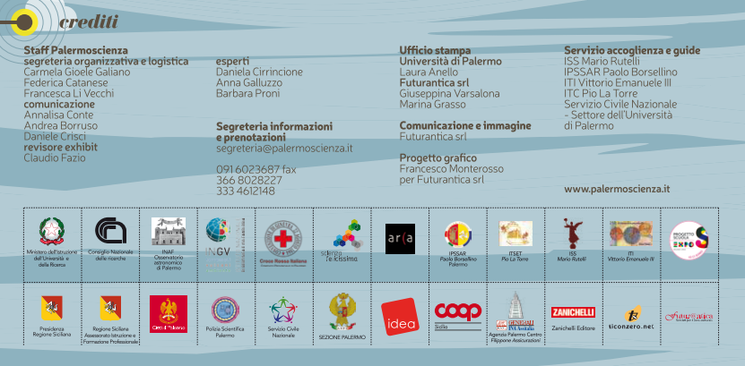 crediti
Staff Palermoscienza
segreteria organizzativa e logistica
Carmela Gioele Galiano
Federica Catanese
Francesca Li Vecchi
comunicazione
Annalisa Conte
Andrea Borruso
Daniele Crisci
revisore exhibit
Claudio Fazio
esperti
Daniela Cirrincione
Anna Galluzzo
Barbara Proni
Segreteria informazioni
e prenotazioni
segreteria@palermoscienza.it
091 6023687 fax
366 8028227
333 4612148
Ufficio stampa
Università di Palermo
Laura Anello
Futurantica srl
Giuseppina Varsalona
Marina Grasso
Comunicazione e immagine
Futurantica srl
Progetto grafico
Francesco Monterosso
per Futurantica srl
Servizio accoglienza e guide
ISS Mario Rutelli
IPSSAR Paolo Borsellino
ITI Vittorio Emanuele III
ITC Pio La Torre
Servizio Civile Nazionale
- Settore dell'Università
di Palermo
www.palermoscienza.it
Ministero dell'Istruzione
dell'Università e
della Ricerca
Consiglio Nazionale
delle ricerche
INAF
Osservatorio
astronomico
di Palermo
INGV
Croce Rossa Italiana
scienza
facicissima
arca
IPSSAR
Paolo Borsellino
Palermo
ITSET
Pio La Torre
ISS
Mario Rutelli
ITI
Vittorio Emanuele III
PROGETTO
SCUOLA
EXPO
Presidenza
Regione Siciliana
Regione Siciliana
Assessorato Istruzione e
Formazione Professionale
Città di Palermo
Polizia Scientifica
Palermo
Servizio Civile
Nazionale
SEZIONE PALERMO
idea
coop
Sicilia
GENERALI
INA Assitalia
Agenzia Palermo Centro
Filippone Assicurazioni
ZANICHELLI
Zanichelli Editore
ticonzero.net
Futurantica